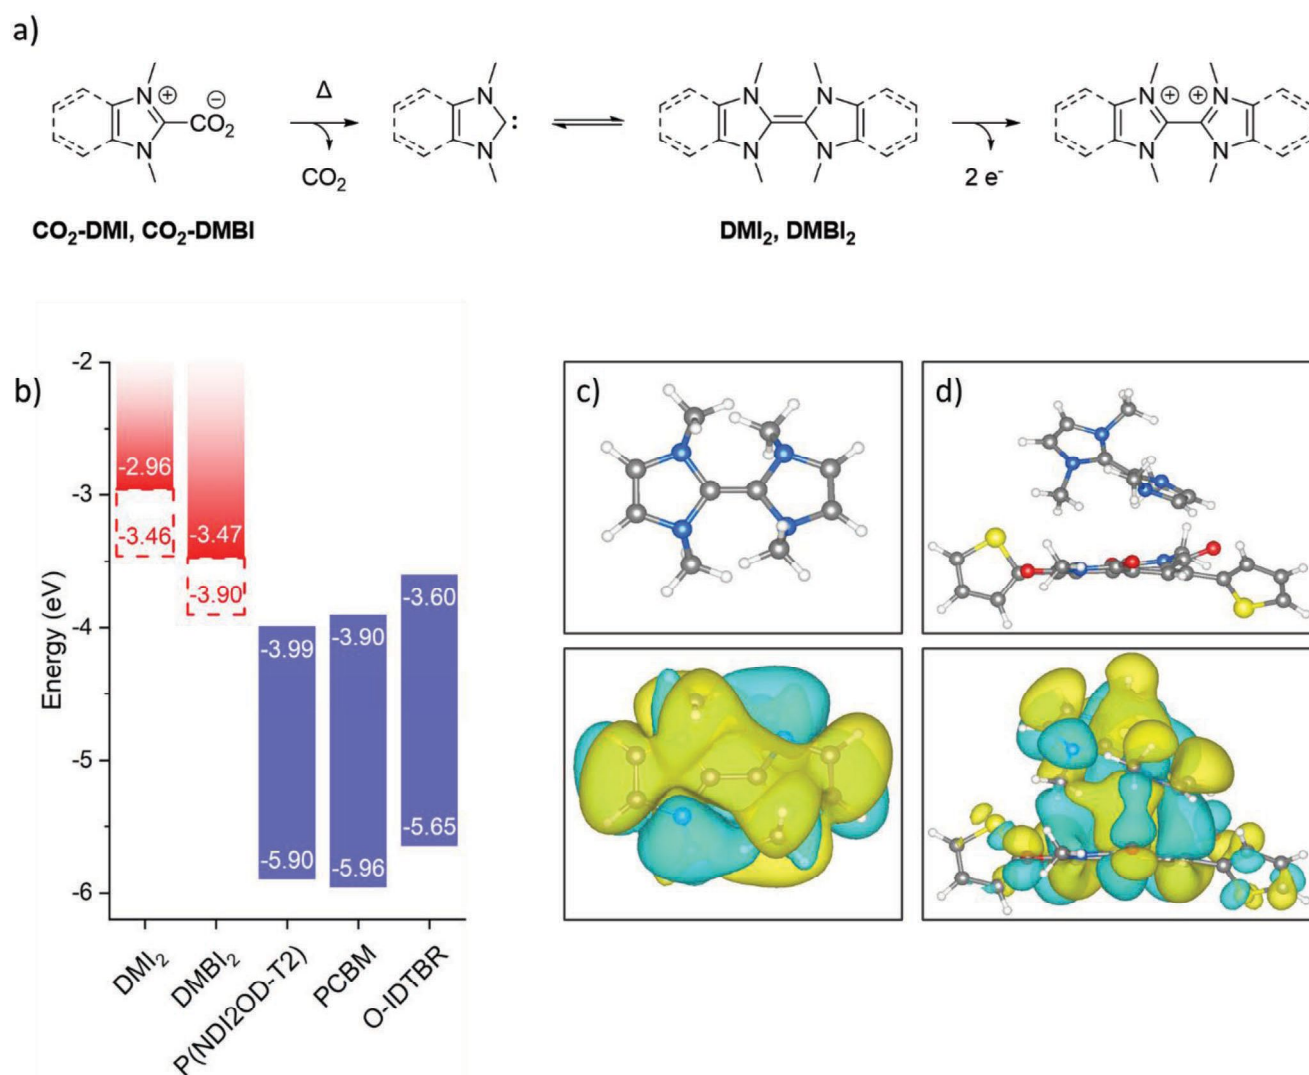 a)
N
N
⊕
CO₂
⊖
Δ
CO₂
N
N
:
N
N
N
N
2 e⁻
N
N
⊕
⊕
N
N
CO₂-DMI, CO₂-DMBI
DMI₂, DMBI₂
b)
Energy (eV)
-2
-3
-4
-5
-6
-2.96
-3.46
-3.47
-3.90
-3.99
-5.90
-3.90
-5.96
-3.60
-5.65
DMI₂
DMBI₂
P(NDI2OD-T2)
PCBM
O-IDTBR
c)
d)